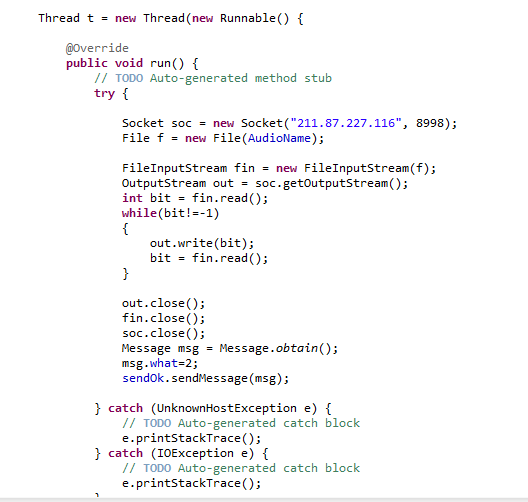 Thread t = new Thread(new Runnable() {
@Override
public void run() {
// TODO Auto-generated method stub
try {
Socket soc = new Socket("211.87.227.116", 8998);
File f = new File(AudioName);
FileInputStream fin = new FileInputStream(f);
OutputStream out = soc.getOutputStream();
int bit = fin.read();
while(bit!=-1)
{
out.write(bit);
bit = fin.read();
}
out.close();
fin.close();
soc.close();
Message msg = Message.obtain();
msg.what=2;
sendOk.sendMessage(msg);
} catch (UnknownHostException e) {
// TODO Auto-generated catch block
e.printStackTrace();
} catch (IOException e) {
// TODO Auto-generated catch block
e.printStackTrace();
}